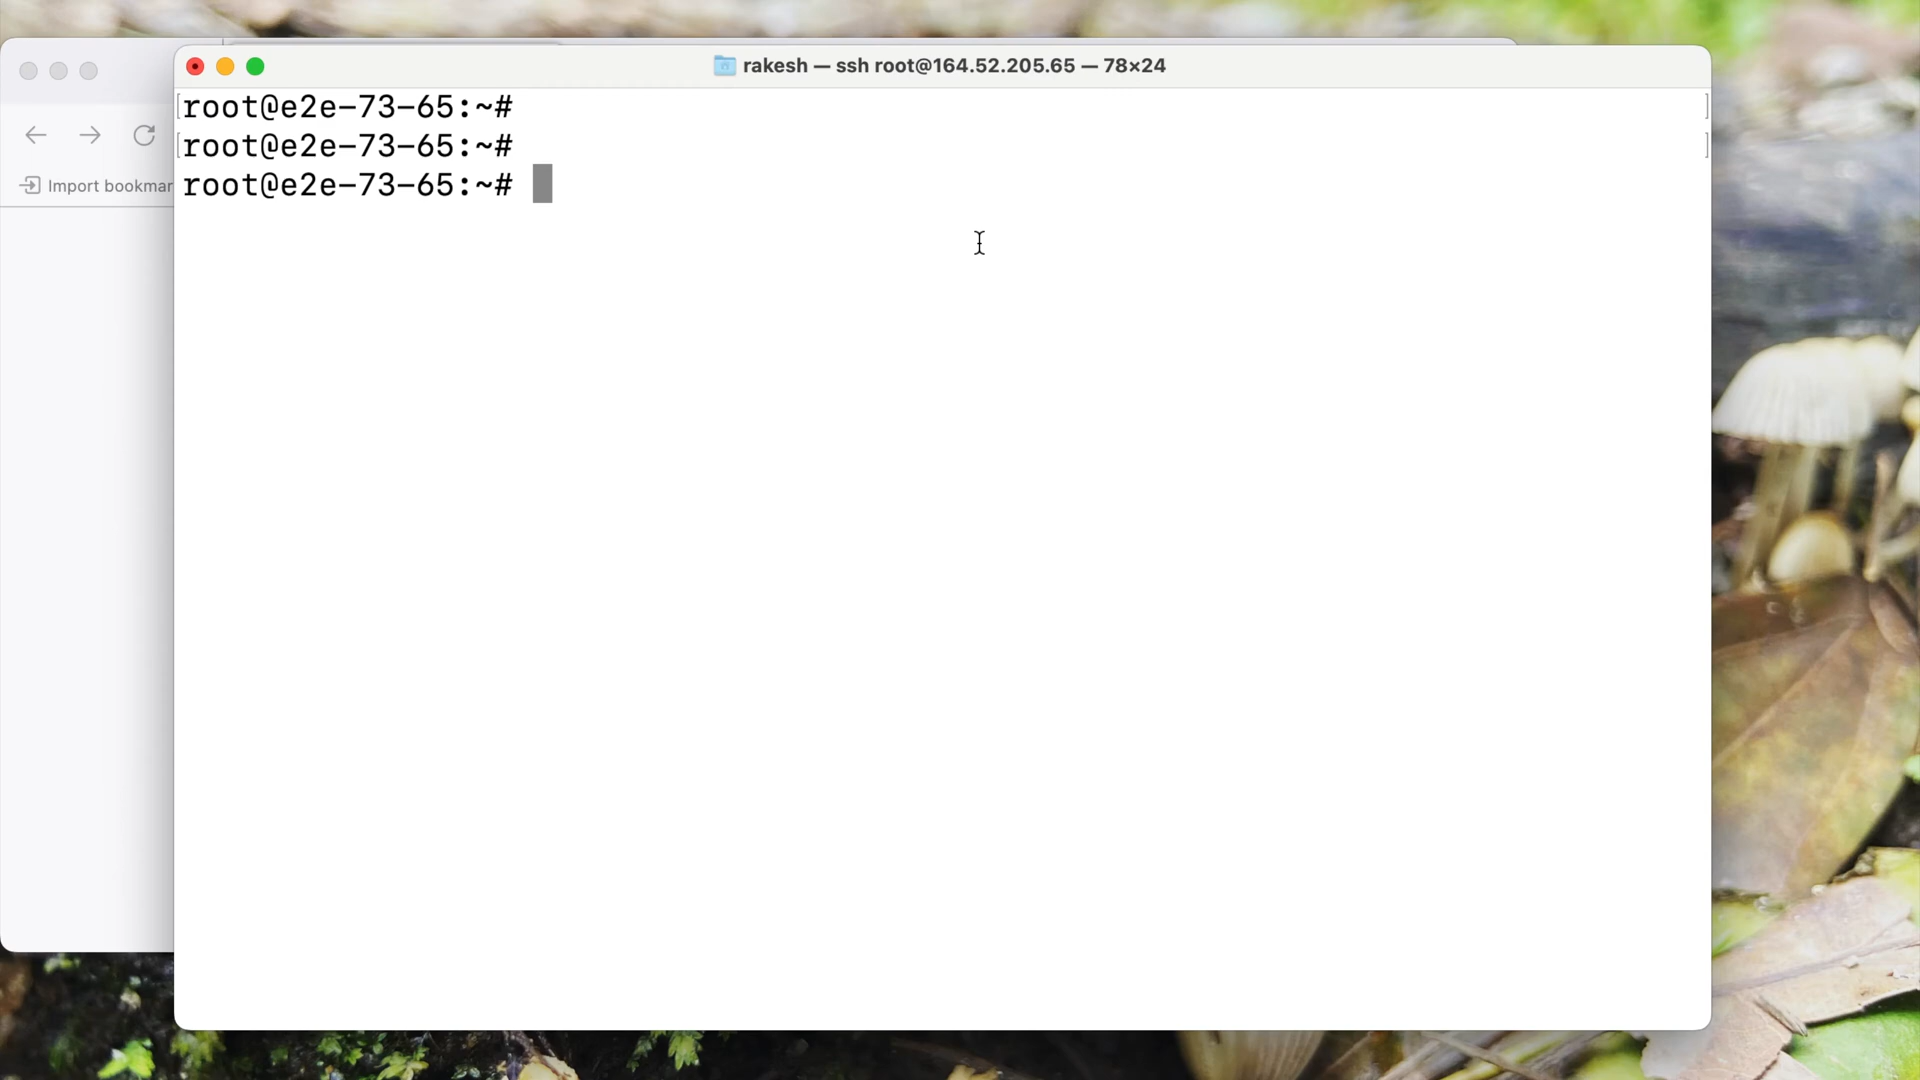 rakesh — ssh root@164.52.205.65 — 78×24
root@e2e-73-65:~#
root@e2e-73-65:~#
root@e2e-73-65:~#
Import bookmar